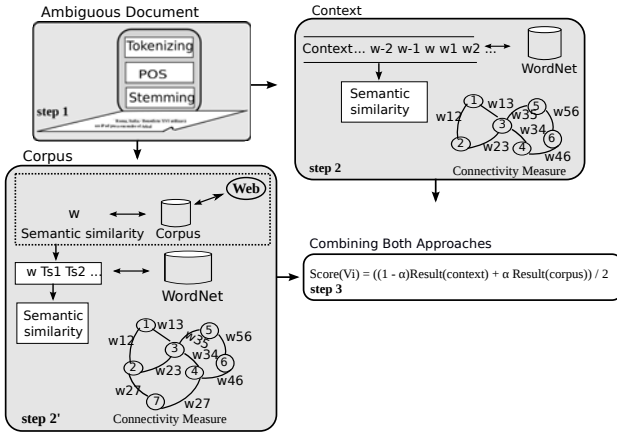 Ambiguous Document
Tokenizing
POS
Stemming
step 1
Context
Context... w-2 w-1 w w1 w2 ...
WordNet
Semantic
similarity
1
w13
5
w12
w35
w56
3
w34
2
w23
4
6
w46
step 2
Connectivity Measure
Corpus
Web
w
Semantic similarity
Corpus
w Ts1 Ts2 ...
WordNet
Semantic
similarity
1
w13
5
w12
w35
w56
3
w34
2
w23
4
6
w46
w27
7
w27
step 2'
Connectivity Measure
Combining Both Approaches
Score(Vi) = ((1 - α)Result(context) + α Result(corpus)) / 2
step 3